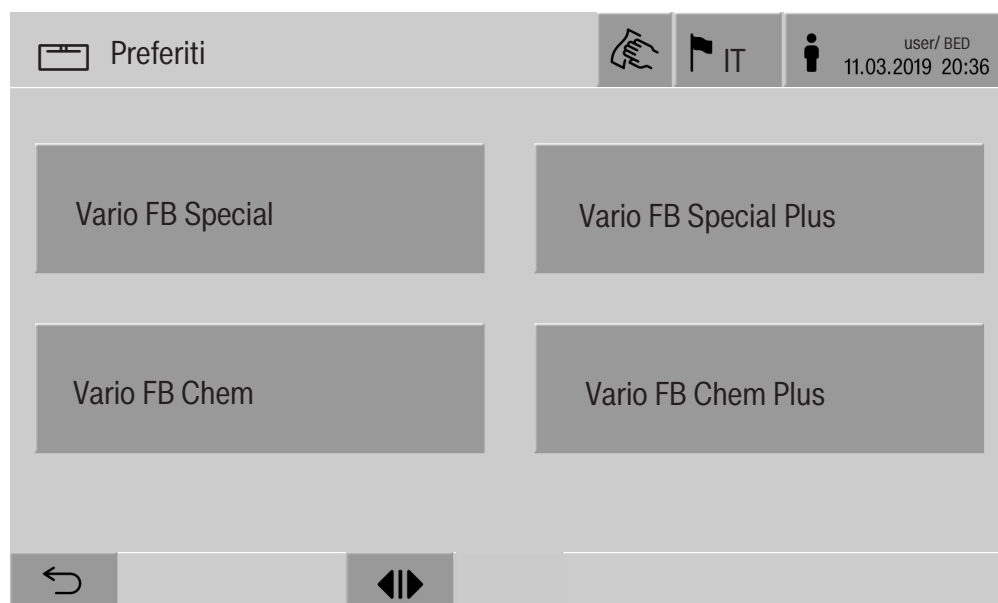 Preferiti
IT
user/ BED
11.03.2019 20:36
Vario FB Special
Vario FB Special Plus
Vario FB Chem
Vario FB Chem Plus